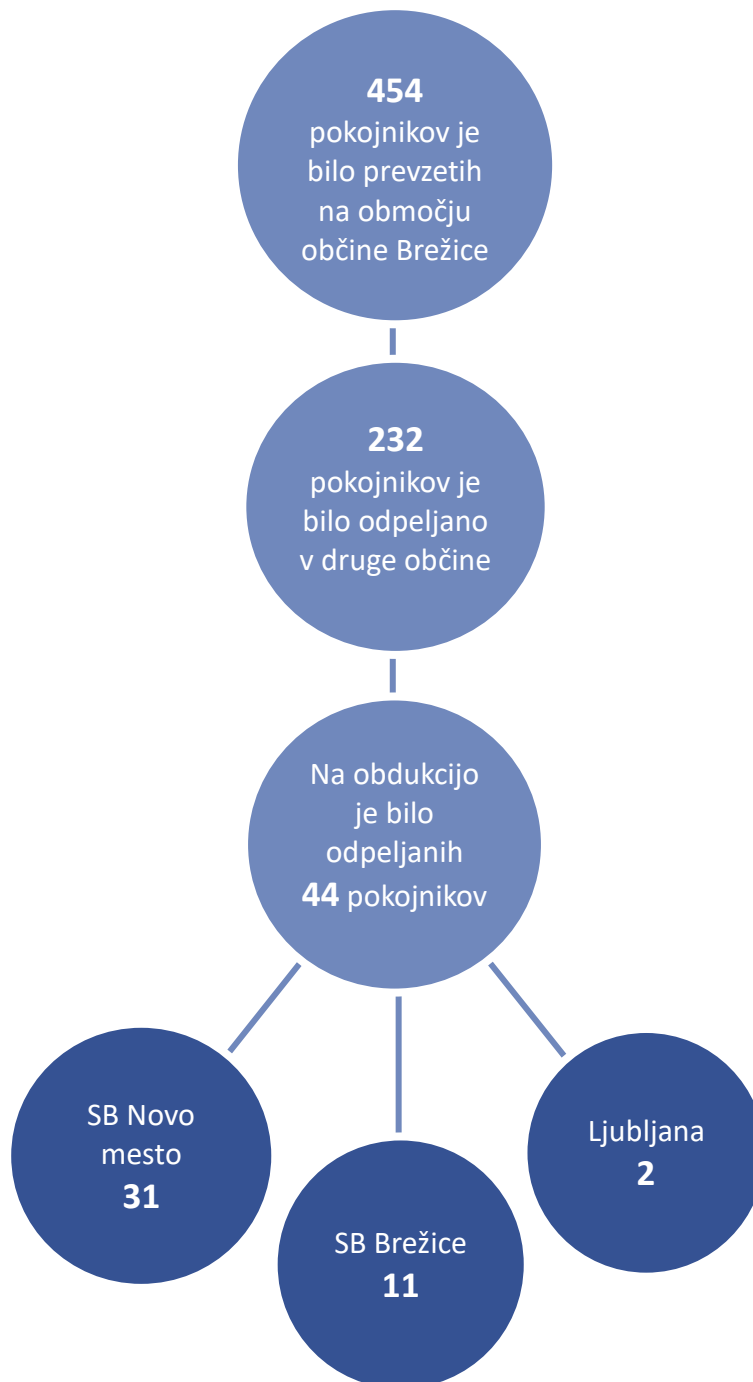 454
pokojnikov je
bilo prevzetih
na območju
občine Brežice
232
pokojnikov je
bilo odpeljano
v druge občine
Na obdukcijo
je bilo
odpeljanih
44 pokojnikov
SB Novo
mesto
31
SB Brežice
11
Ljubljana
2